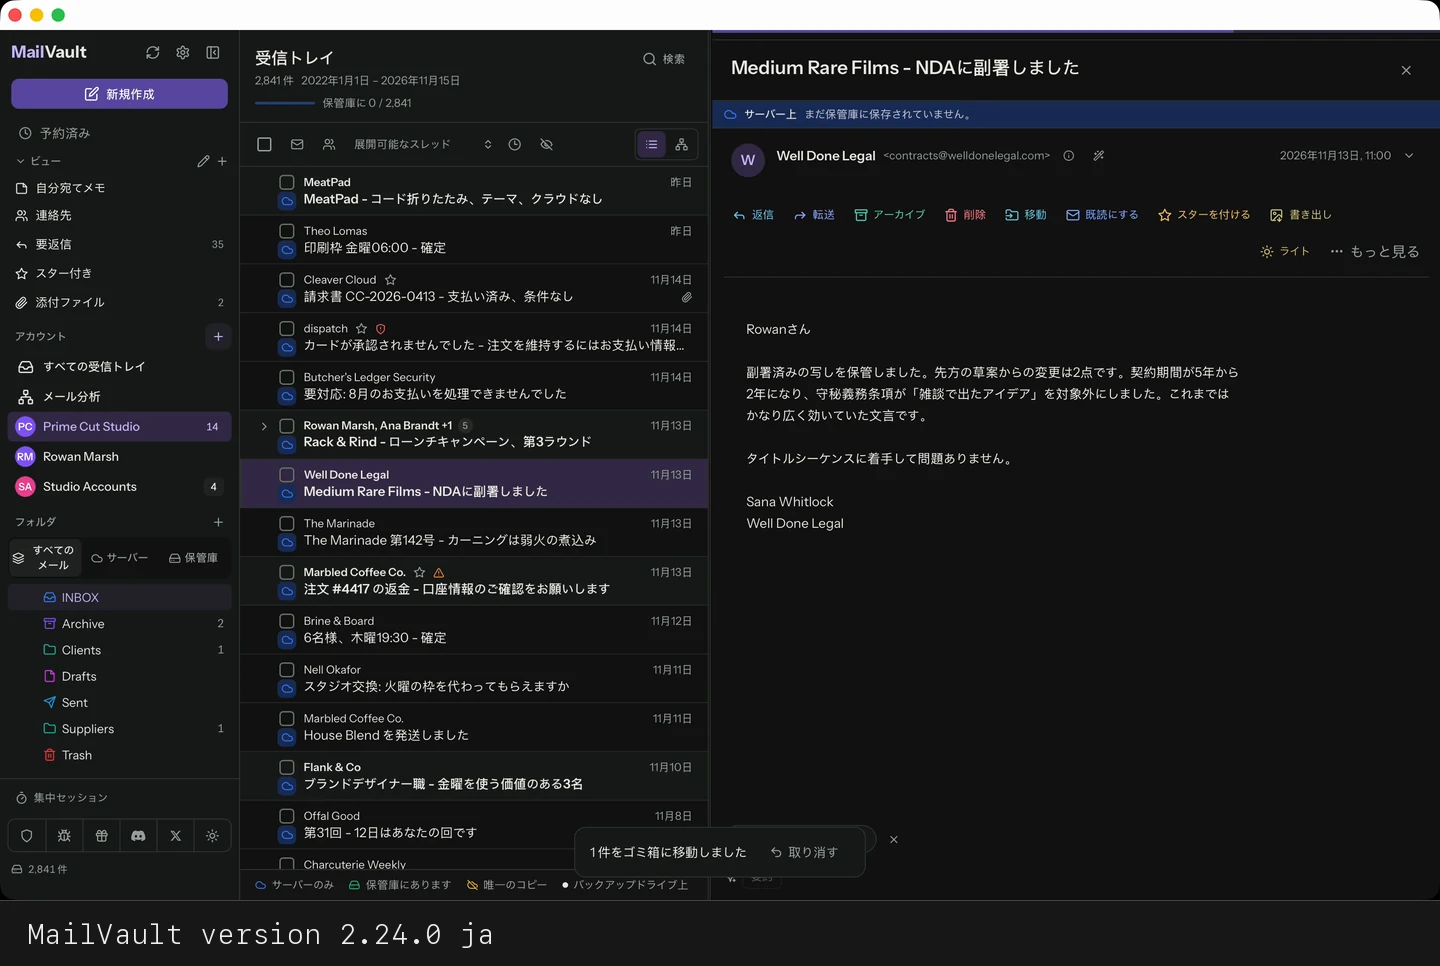 MailVault
新規作成
予約済み
ビュー
自分宛てメモ
連絡先
要返信 35
スター付き
添付ファイル 2
アカウント
すべての受信トレイ
メール分析
PC Prime Cut Studio 14
RM Rowan Marsh
SA Studio Accounts 4
フォルダ
すべての
メール
サーバー
保管庫
INBOX
Archive 2
Clients 1
Drafts
Sent
Suppliers 1
Trash
集中セッション
2,841 件
受信トレイ
検索
2,841 件 2022年1月1日 – 2026年11月15日
保管庫に 0 / 2,841
展開可能なスレッド
MeatPad 昨日
MeatPad - コード折りたたみ、テーマ、クラウドなし
Theo Lomas 昨日
印刷枠 金曜06:00 - 確定
Cleaver Cloud 11月14日
請求書 CC-2026-0413 - 支払い済み、条件なし
dispatch 11月14日
カードが承認されませんでした - 注文を維持するにはお支払い情報...
Butcher's Ledger Security 11月14日
要対応: 8月のお支払いを処理できませんでした
Rowan Marsh, Ana Brandt +1 5 11月13日
Rack & Rind - ローンチキャンペーン、第3ラウンド
Well Done Legal 11月13日
Medium Rare Films - NDAに副署しました
The Marinade 11月13日
The Marinade 第142号 - カーニングは弱火の煮込み
Marbled Coffee Co. 11月13日
注文 #4417 の返金 - 口座情報のご確認をお願いします
Brine & Board 11月12日
6名様、木曜19:30 - 確定
Nell Okafor 11月11日
スタジオ交換: 火曜の枠を代わってもらえますか
Marbled Coffee Co. 11月11日
House Blend を発送しました
Flank & Co 11月10日
ブランドデザイナー職 - 金曜を使う価値のある3名
Offal Good 11月8日
第31回 - 12日はあなたの回です
Charcuterie Weekly
サーバーのみ 保管庫にあります 唯一のコピー バックアップドライブ上
Medium Rare Films - NDAに副署しました
サーバー上 まだ保管庫に保存されていません。
W Well Done Legal <contracts@welldonelegal.com> 2026年11月13日, 11:00
返信 転送 アーカイブ 削除 移動 既読にする スターを付ける 書き出し
ライト もっと見る
Rowanさん
副署済みの写しを保管しました。先方の草案からの変更は2点です。契約期間が5年から
2年になり、守秘義務条項が「雑談で出たアイデア」を対象外にしました。これまでは
かなり広く効いていた文言です。
タイトルシーケンスに着手して問題ありません。
Sana Whitlock
Well Done Legal
1件をゴミ箱に移動しました 取り消す
MailVault version 2.24.0 ja